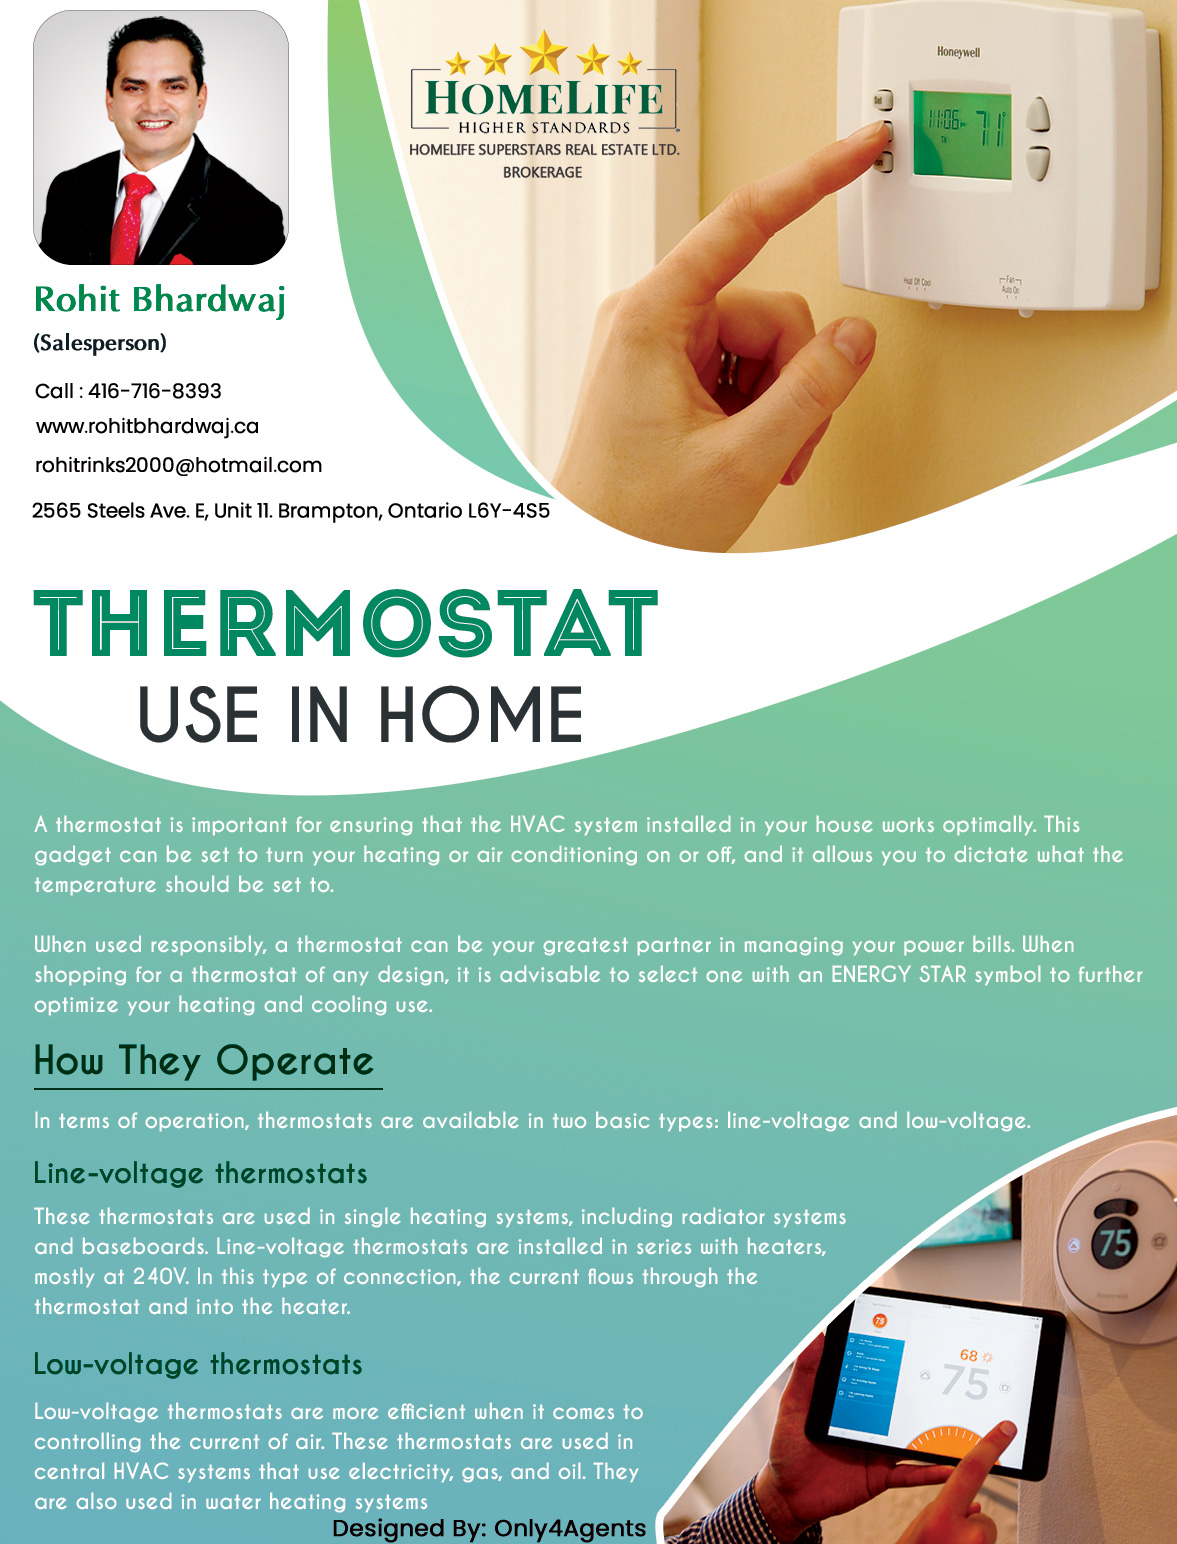 HOMELIFE
HIGHER STANDARDS
HOMELIFE SUPERSTARS REAL ESTATE LTD.
BROKERAGE
Honeywell
11:06
71°
Heat Off Cool
Fan
Auto On
Rohit Bhardwaj
(Salesperson)
Call : 416-716-8393
www.rohitbhardwaj.ca
rohitrinks2000@hotmail.com
2565 Steels Ave. E, Unit 11. Brampton, Ontario L6Y-4S5
THERMOSTAT
USE IN HOME
A thermostat is important for ensuring that the HVAC system installed in your house works optimally. This
gadget can be set to turn your heating or air conditioning on or off, and it allows you to dictate what the
temperature should be set to.
When used responsibly, a thermostat can be your greatest partner in managing your power bills. When
shopping for a thermostat of any design, it is advisable to select one with an ENERGY STAR symbol to further
optimize your heating and cooling use.
How They Operate
In terms of operation, thermostats are available in two basic types: line-voltage and low-voltage.
Line-voltage thermostats
These thermostats are used in single heating systems, including radiator systems
and baseboards. Line-voltage thermostats are installed in series with heaters,
mostly at 240V. In this type of connection, the current flows through the
thermostat and into the heater.
Low-voltage thermostats
Low-voltage thermostats are more efficient when it comes to
controlling the current of air. These thermostats are used in
central HVAC systems that use electricity, gas, and oil. They
are also used in water heating systems
75
Honeywell
75
68
75
Designed By: Only4Agents